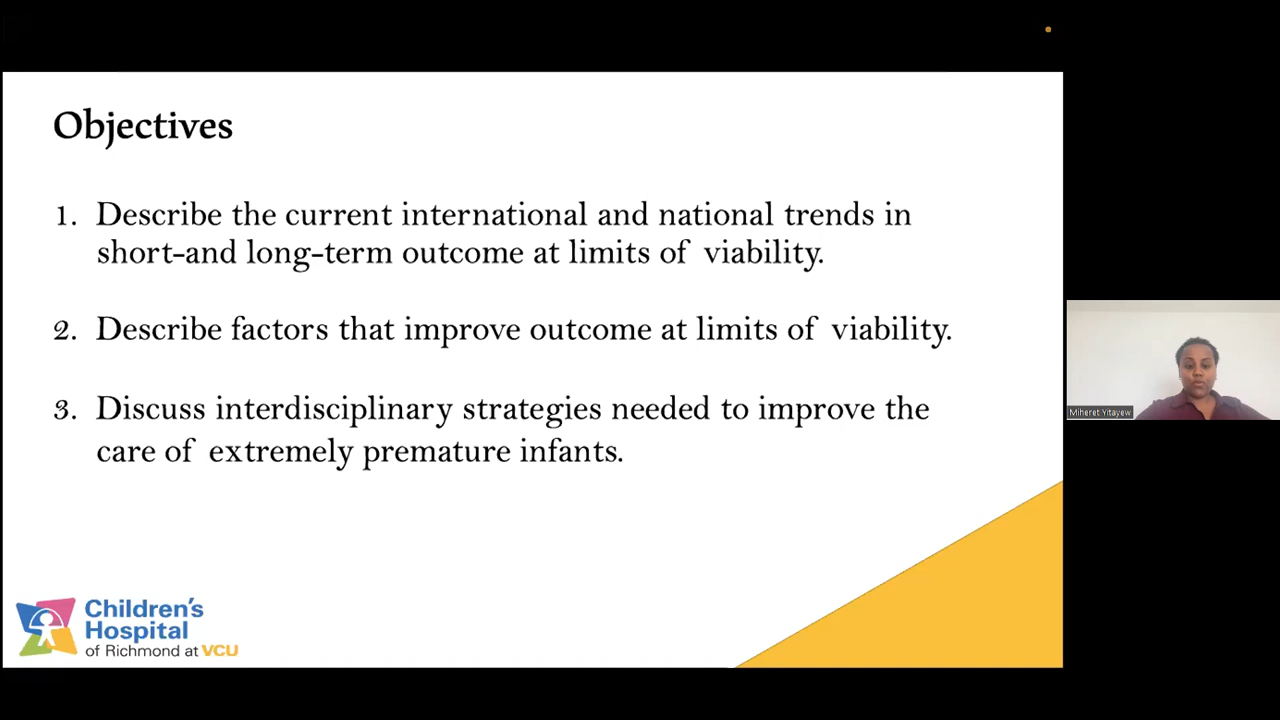 Objectives
1. Describe the current international and national trends in
short-and long-term outcome at limits of viability.
2. Describe factors that improve outcome at limits of viability.
3. Discuss interdisciplinary strategies needed to improve the
care of extremely premature infants.
Miheret Yitayew
Children's
Hospital
of Richmond at VCU